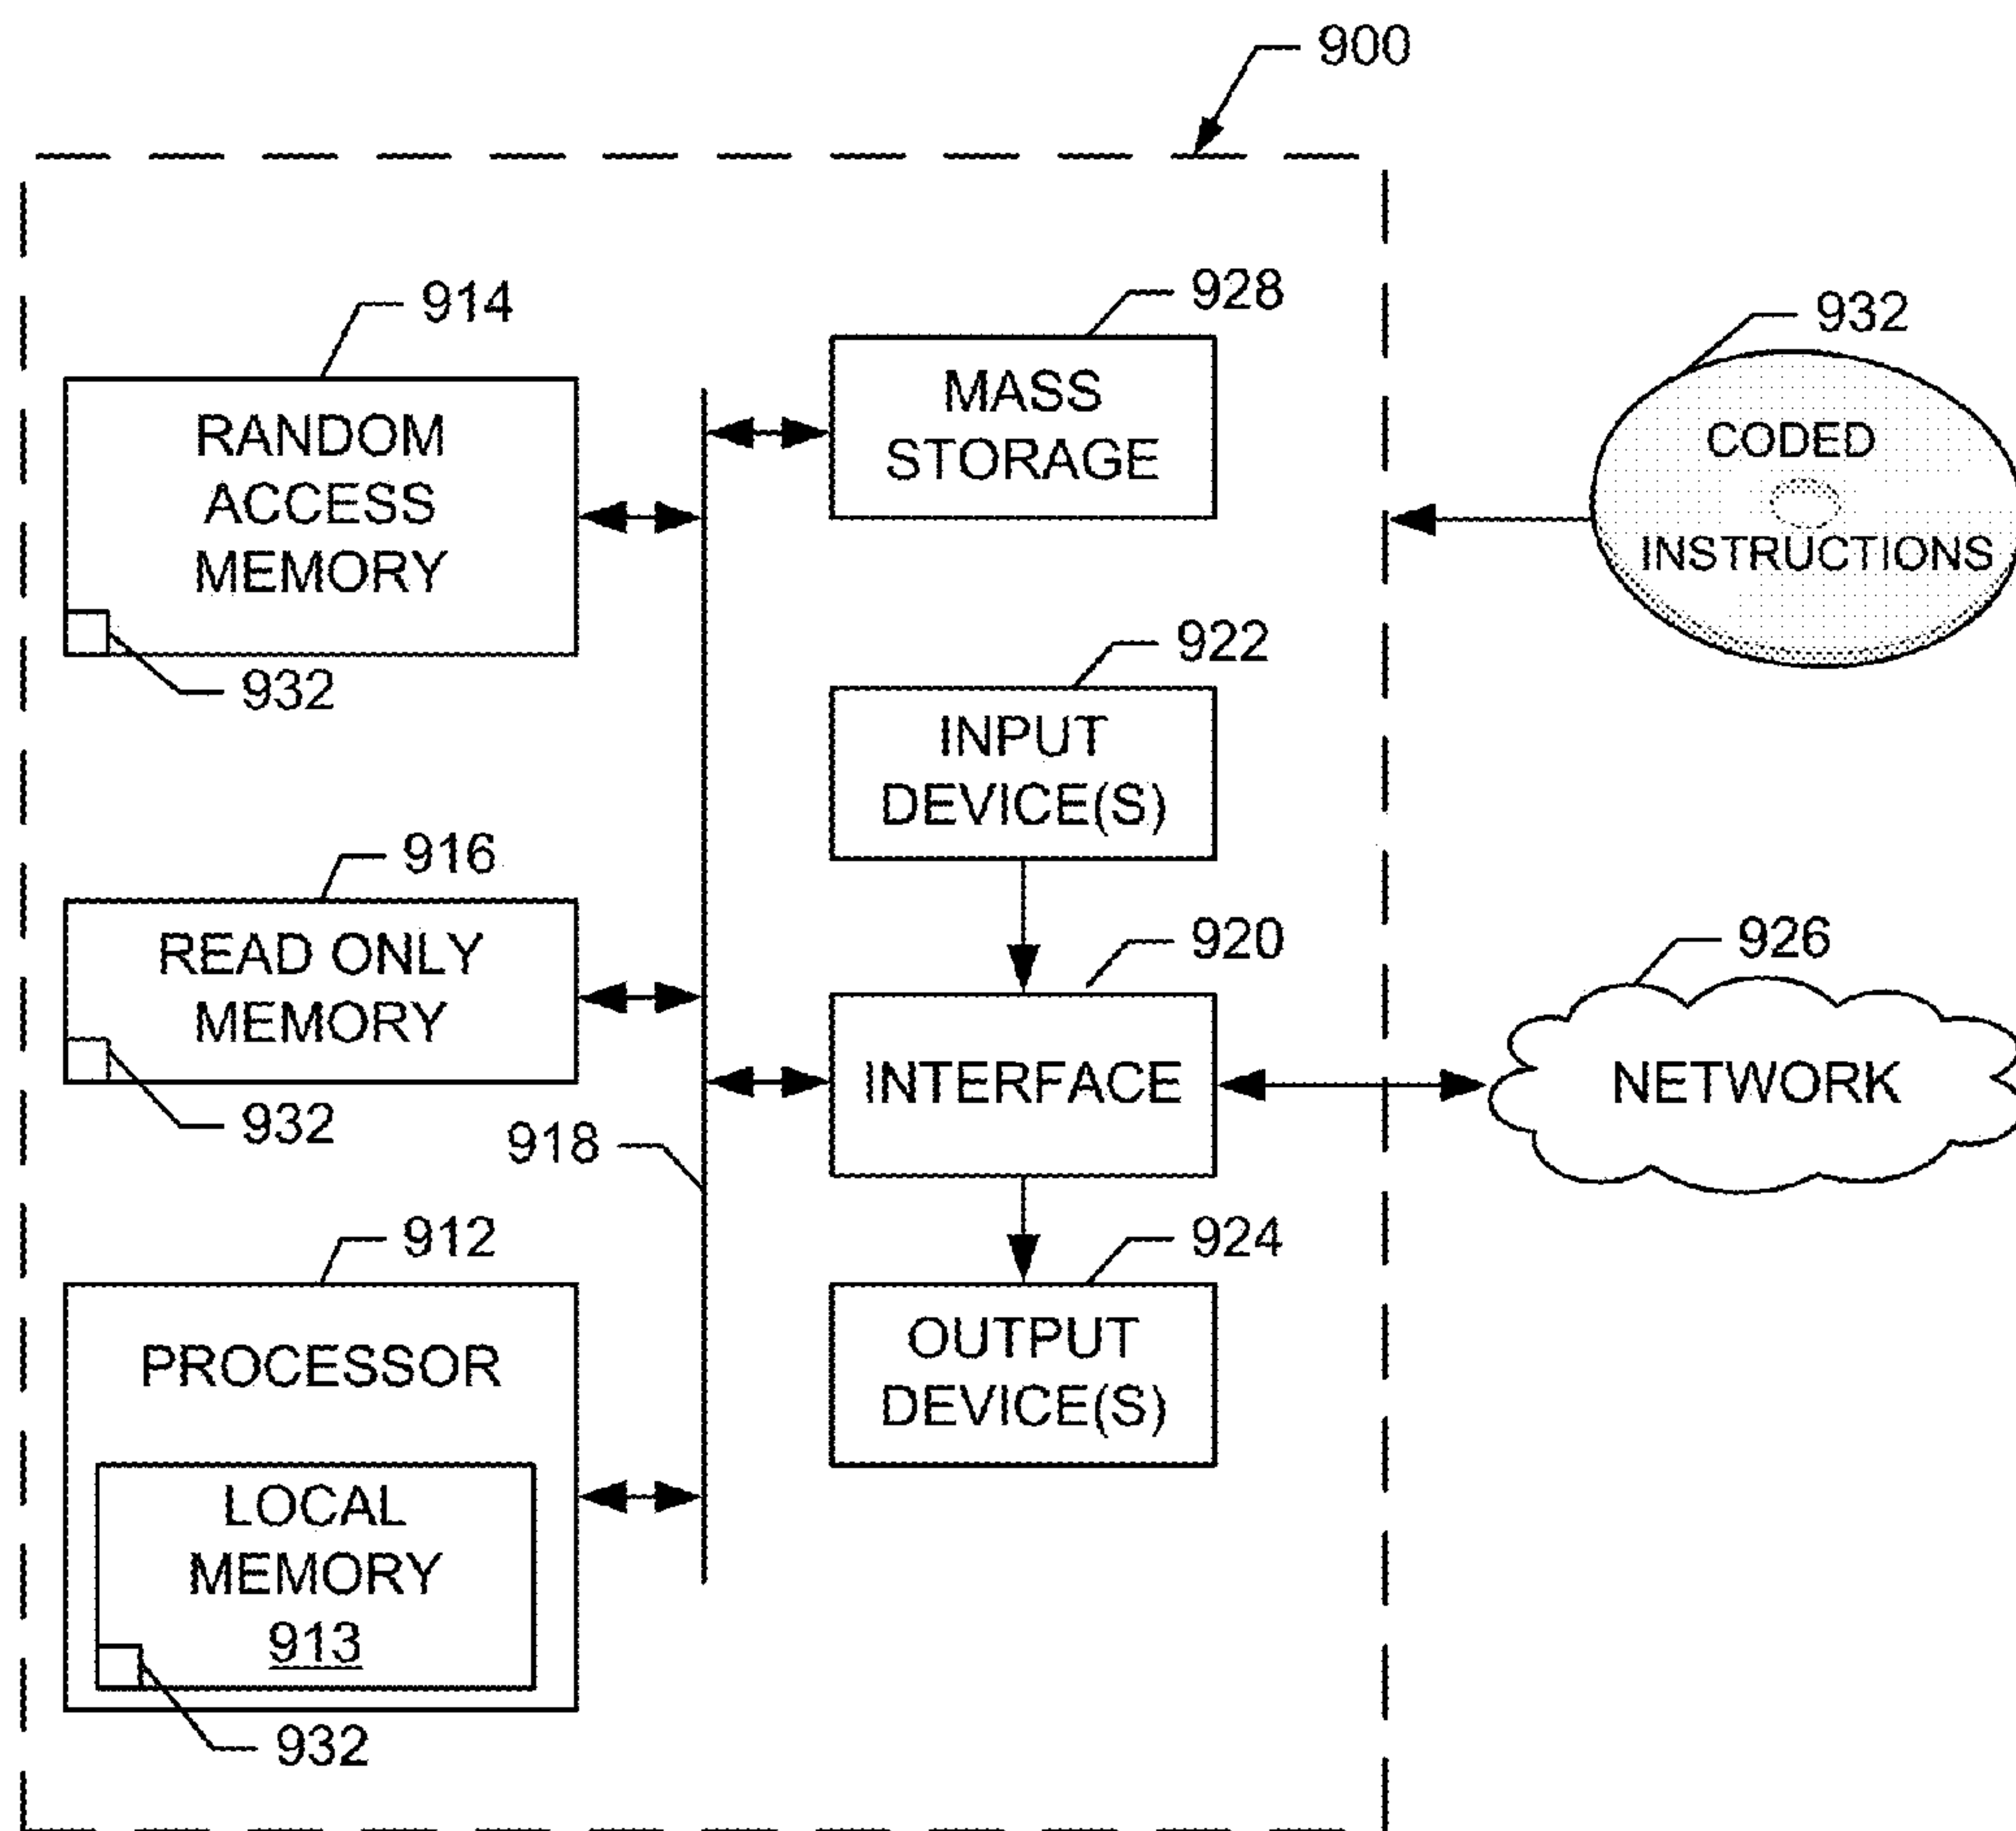 900
914
RANDOM
ACCESS
MEMORY
932
928
MASS
STORAGE
932
CODED
INSTRUCTIONS
922
INPUT
DEVICE(S)
916
READ ONLY
MEMORY
932
918
920
INTERFACE
926
NETWORK
912
PROCESSOR
LOCAL
MEMORY
913
932
924
OUTPUT
DEVICE(S)